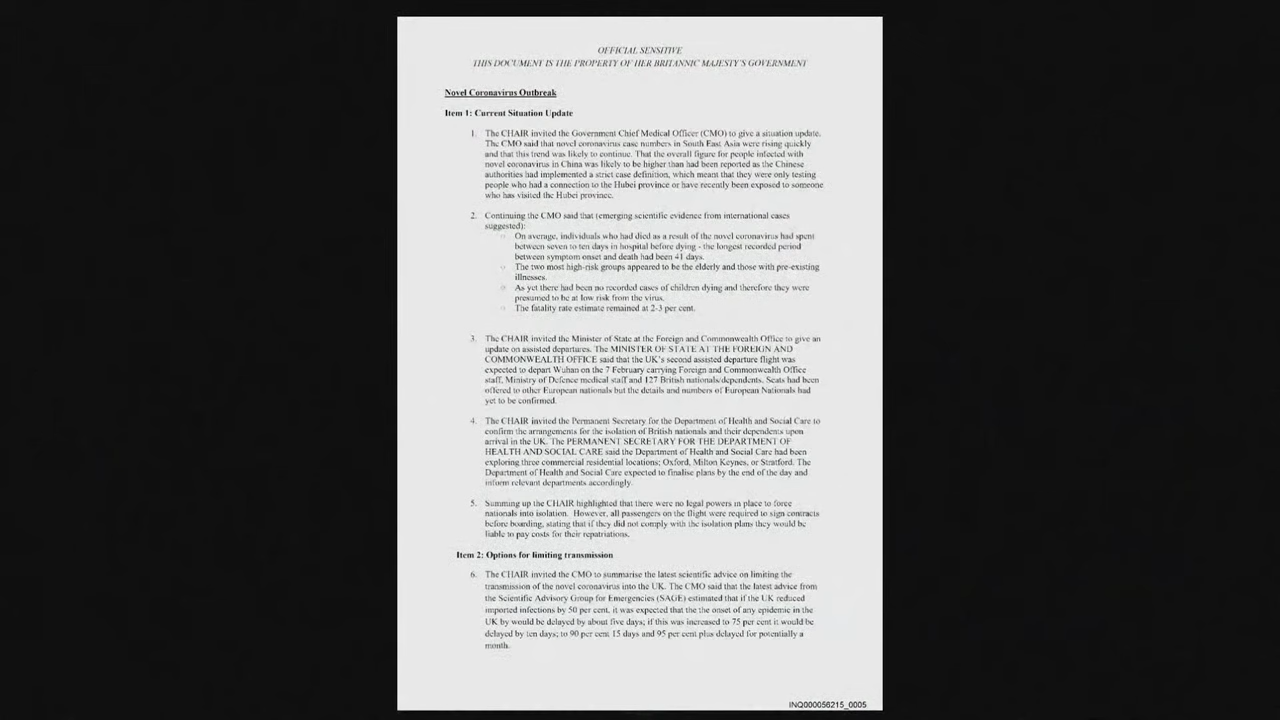 OFFICIAL SENSITIVE
THIS DOCUMENT IS THE PROPERTY OF HER BRITANNIC MAJESTY'S GOVERNMENT
Novel Coronavirus Outbreak
Item 1: Current Situation Update
1. The CHAIR invited the Government Chief Medical Officer (CMO) to give a situation update.
The CMO said that novel coronavirus case numbers in South East Asia were rising quickly
and that this trend was likely to continue. That the overall figure for people infected with
novel coronavirus in China was likely to be higher than had been reported as the Chinese
authorities had implemented a strict case definition, which meant that they were only testing
people who had a connection to the Hubei province or have recently been exposed to someone
who has visited the Hubei province.
2. Continuing the CMO said that (emerging scientific evidence from international cases
suggested):
○ On average, individuals who had died as a result of the novel coronavirus had spent
between seven to ten days in hospital before dying - the longest recorded period
between symptom onset and death had been 41 days.
○ The two most high-risk groups appeared to be the elderly and those with pre-existing
illnesses.
○ As yet there had been no recorded cases of children dying and therefore they were
presumed to be at low risk from the virus.
○ The fatality rate estimate remained at 2-3 per cent.
3. The CHAIR invited the Minister of State at the Foreign and Commonwealth Office to give an
update on assisted departures. The MINISTER OF STATE AT THE FOREIGN AND
COMMONWEALTH OFFICE said that the UK's second assisted departure flight was
expected to depart Wuhan on the 7 February carrying Foreign and Commonwealth Office
staff, Ministry of Defence medical staff and 127 British nationals/dependents. Seats had been
offered to other European nationals but the details and numbers of European Nationals had
yet to be confirmed.
4. The CHAIR invited the Permanent Secretary for the Department of Health and Social Care to
confirm the arrangements for the isolation of British nationals and their dependents upon
arrival in the UK. The PERMANENT SECRETARY FOR THE DEPARTMENT OF
HEALTH AND SOCIAL CARE said the Department of Health and Social Care had been
exploring three commercial residential locations; Oxford, Milton Keynes, or Stratford. The
Department of Health and Social Care expected to finalise plans by the end of the day and
inform relevant departments accordingly.
5. Summing up the CHAIR highlighted that there were no legal powers in place to force
nationals into isolation. However, all passengers on the flight were required to sign contracts
before boarding, stating that if they did not comply with the isolation plans they would be
liable to pay costs for their repatriations.
Item 2: Options for limiting transmission
6. The CHAIR invited the CMO to summarise the latest scientific advice on limiting the
transmission of the novel coronavirus into the UK. The CMO said that the latest advice from
the Scientific Advisory Group for Emergencies (SAGE) estimated that if the UK reduced
imported infections by 50 per cent, it was expected that the the onset of any epidemic in the
UK by would be delayed by about five days; if this was increased to 75 per cent it would be
delayed by ten days; to 90 per cent 15 days and 95 per cent plus delayed for potentially a
month.
INQ000056215_0005